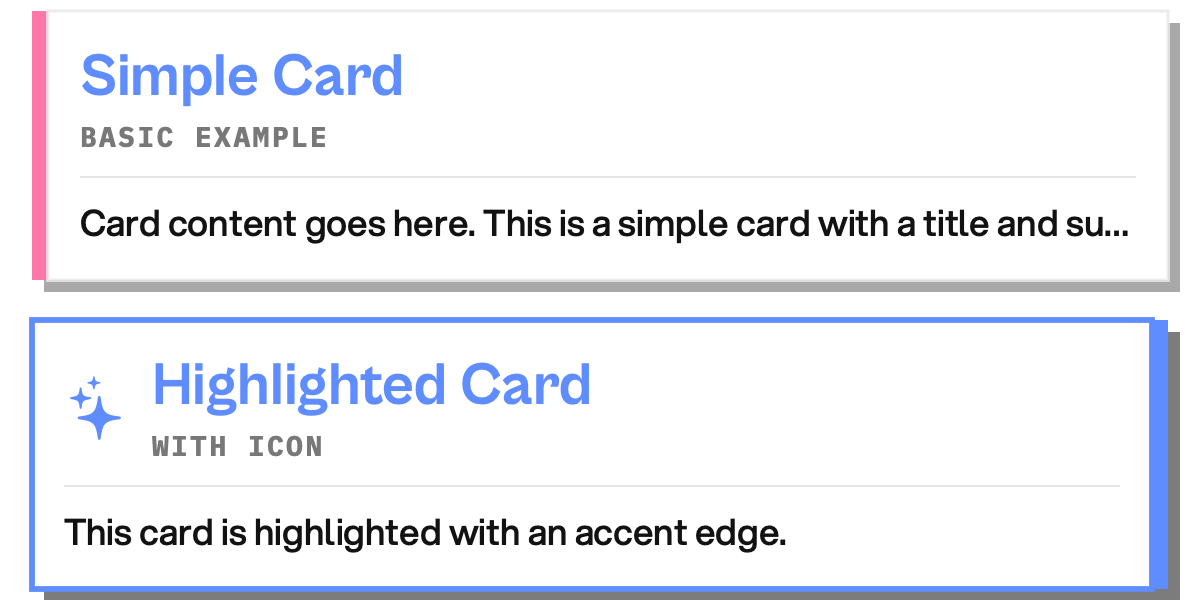 Simple Card
BASIC EXAMPLE
Card content goes here. This is a simple card with a title and su...
Highlighted Card
WITH ICON
This card is highlighted with an accent edge.